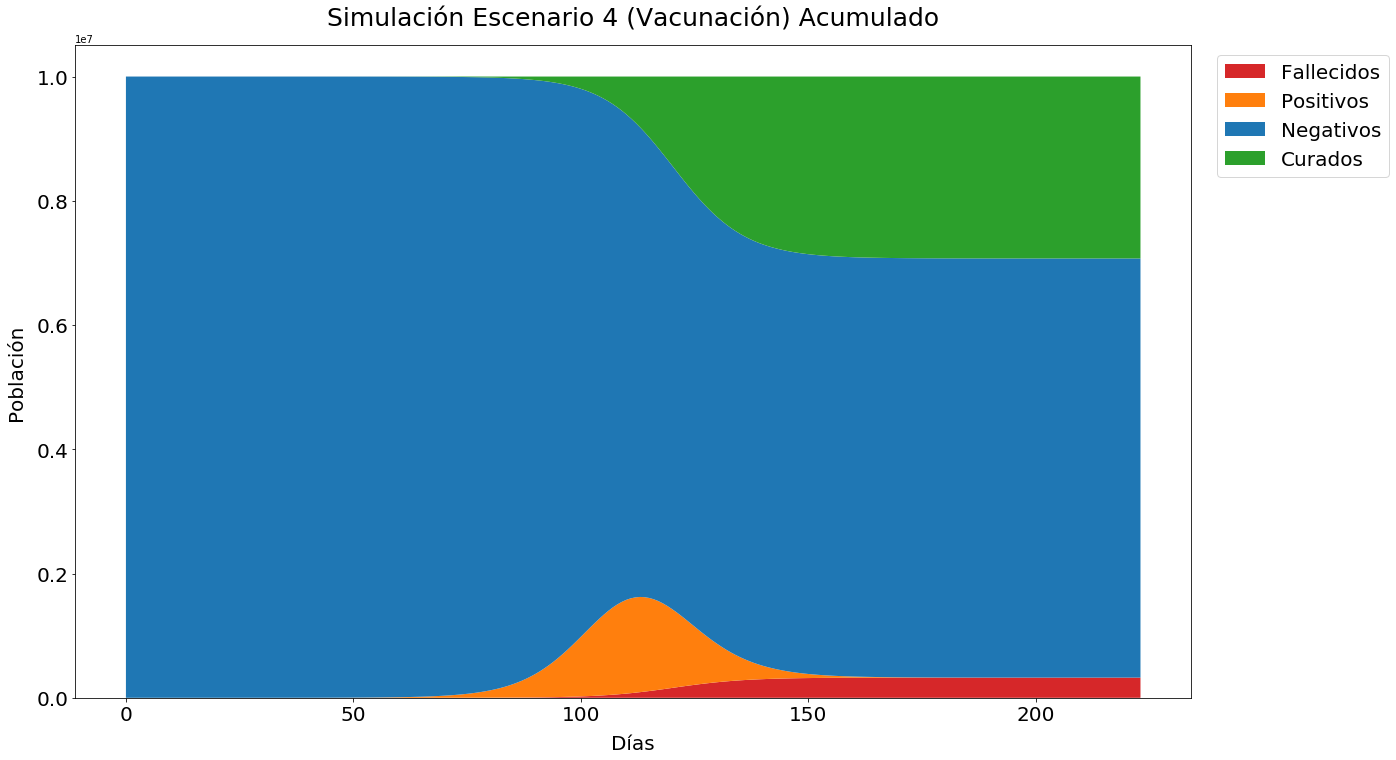 Simulación Escenario 4 (Vacunación) Acumulado
1e7
1.0
0.8
0.6
0.4
0.2
0.0
Población
0 50 100 150 200
Días
Fallecidos
Positivos
Negativos
Curados